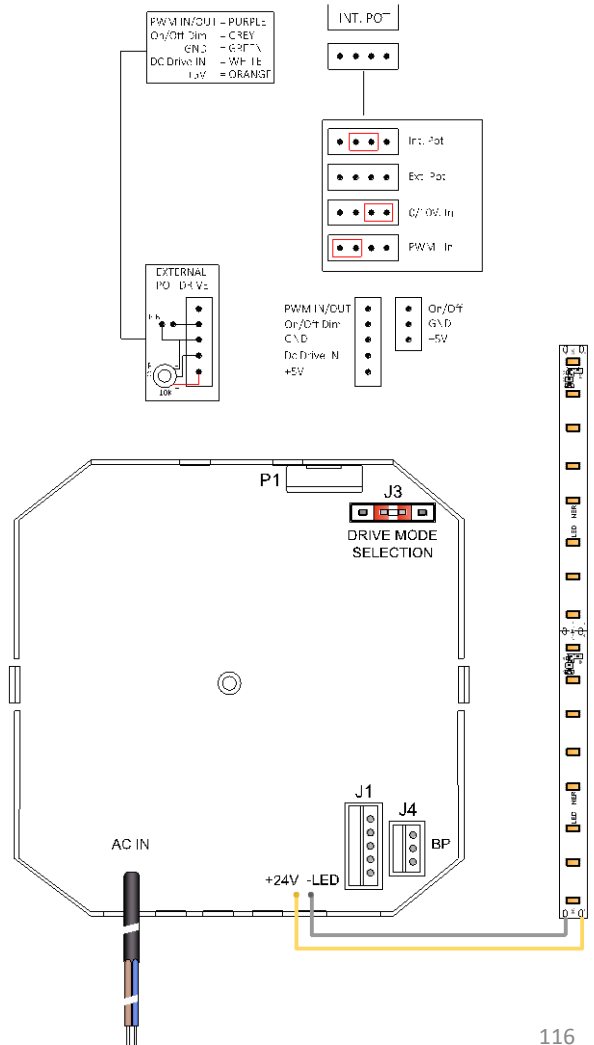 PWM IN/OUT = PURPLE
On/Off Dim = GREY
GND = GREEN
DC Drive IN = WHITE
+5V = ORANGE
INT. POT
Int. Pot
Ext. Pot
0/10V. In
PWM In
EXTERNAL
POT DRIVE
10K
PWM IN/OUT
On/Off Dim
GND
Dc Drive IN
+5V
On/Off
GND
+5V
P1
J3
DRIVE MODE
SELECTION
J1
J4
BP
AC IN
+24V -LED
116